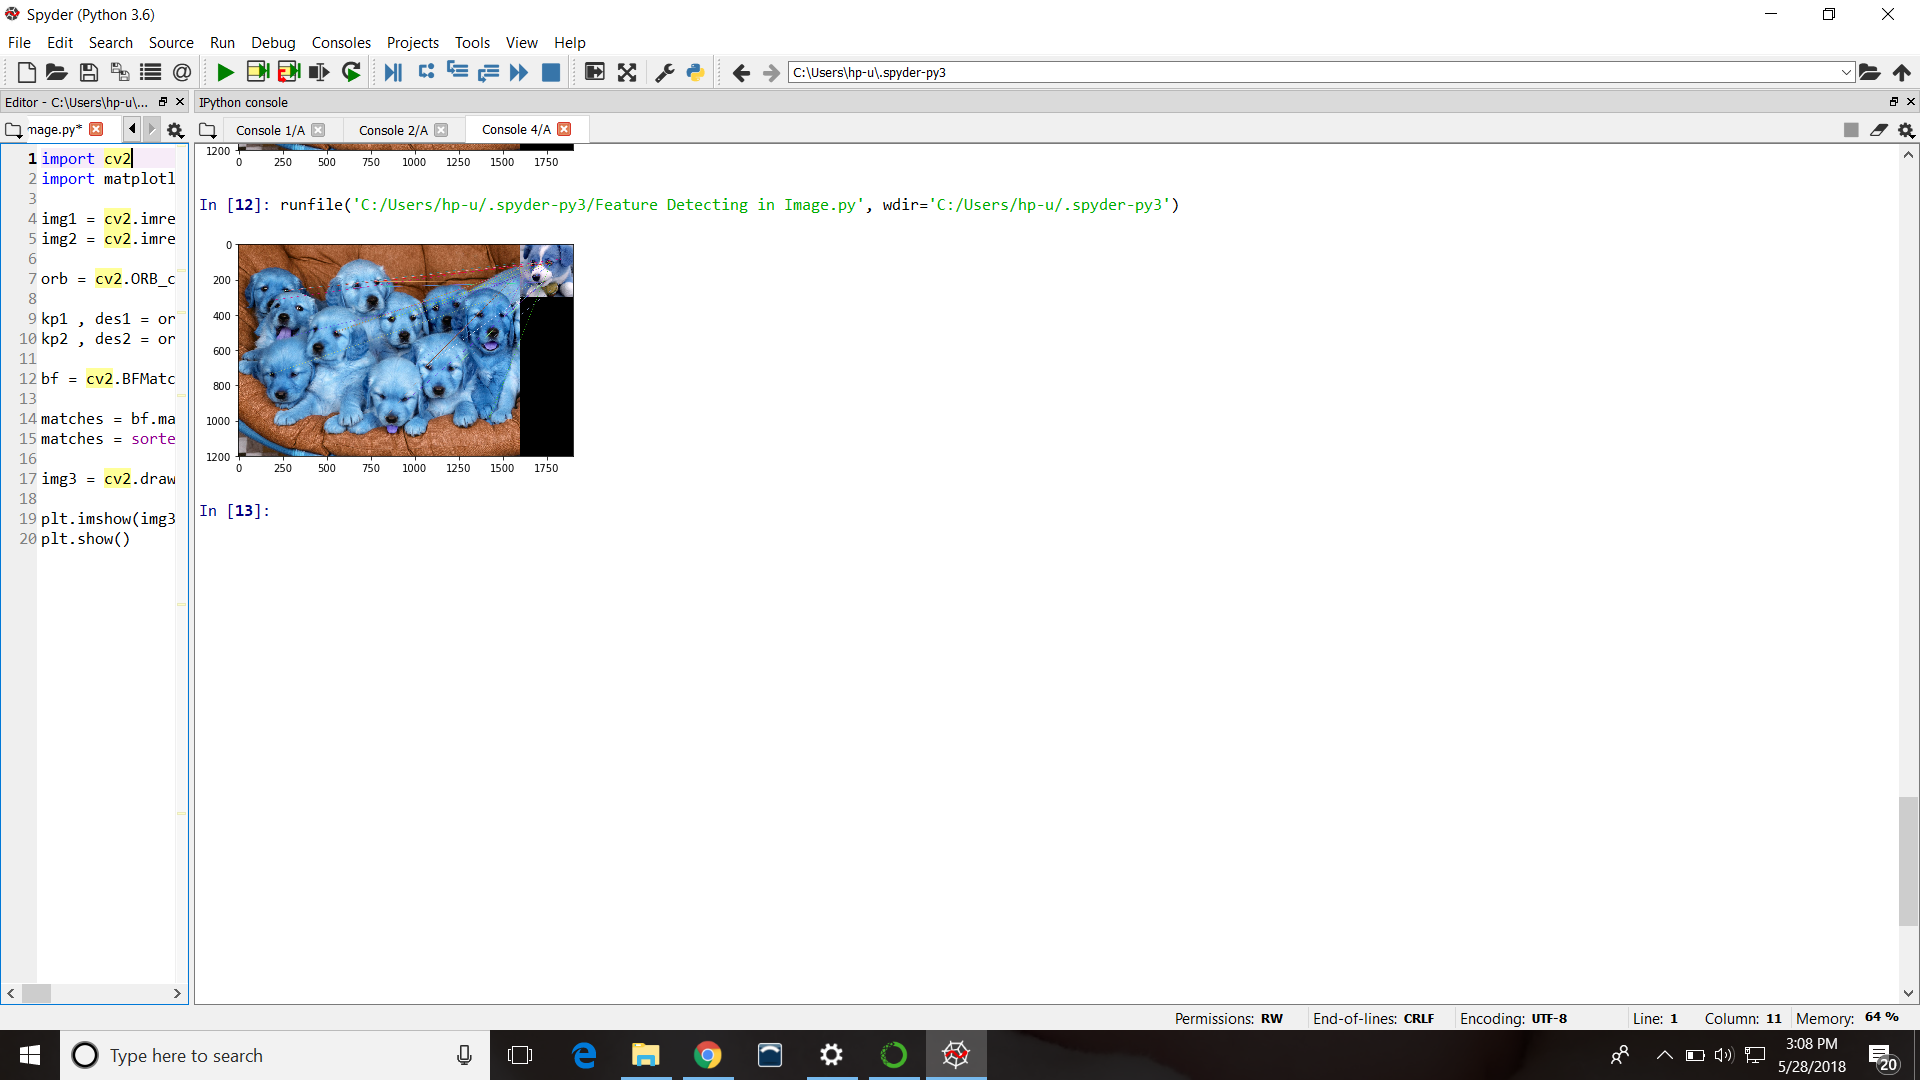 Spyder (Python 3.6)
File Edit Search Source Run Debug Consoles Projects Tools View Help
C:\Users\hp-u\.spyder-py3
Editor - C:\Users\hp-u\...
IPython console
mage.py*
Console 1/A
Console 2/A
Console 4/A
1 import cv2
2 import matplotl
3
4 img1 = cv2.imre
5 img2 = cv2.imre
6
7 orb = cv2.ORB_c
8
9 kp1 , des1 = or
10 kp2 , des2 = or
11
12 bf = cv2.BFMatc
13
14 matches = bf.ma
15 matches = sorte
16
17 img3 = cv2.draw
18
19 plt.imshow(img3
20 plt.show()
1200
0 250 500 750 1000 1250 1500 1750
In [12]: runfile('C:/Users/hp-u/.spyder-py3/Feature Detecting in Image.py', wdir='C:/Users/hp-u/.spyder-py3')
0
200
400
600
800
1000
1200
0 250 500 750 1000 1250 1500 1750
In [13]:
Permissions: RW End-of-lines: CRLF Encoding: UTF-8 Line: 1 Column: 11 Memory: 64 %
Type here to search
3:08 PM
5/28/2018
20